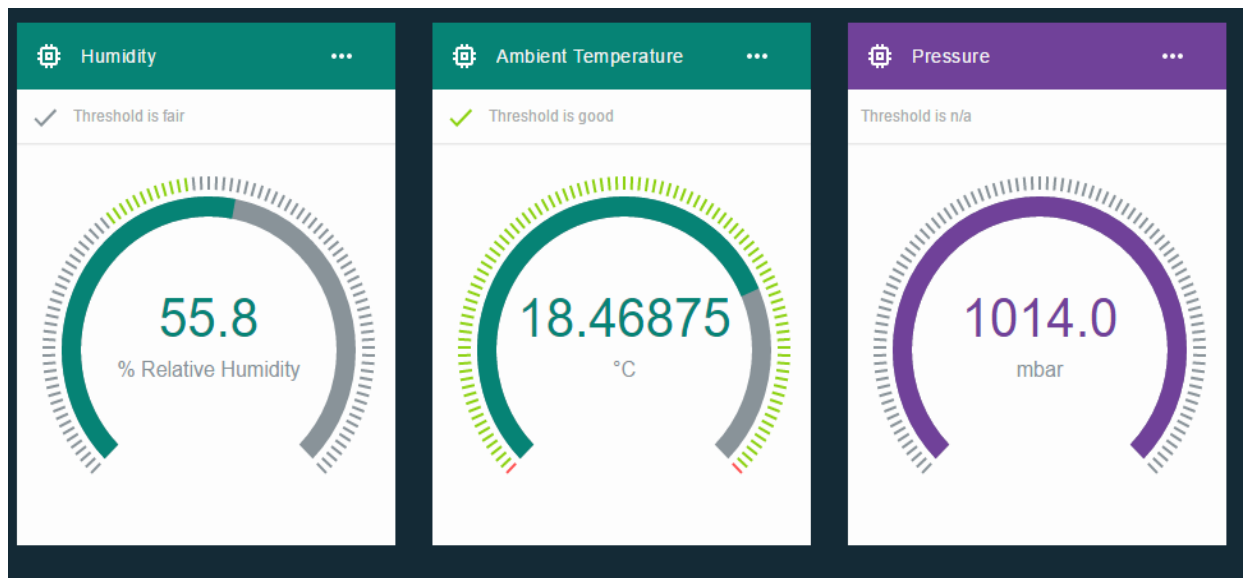 Humidity
Threshold is fair
55.8
% Relative Humidity
Ambient Temperature
Threshold is good
18.46875
°C
Pressure
Threshold is n/a
1014.0
mbar